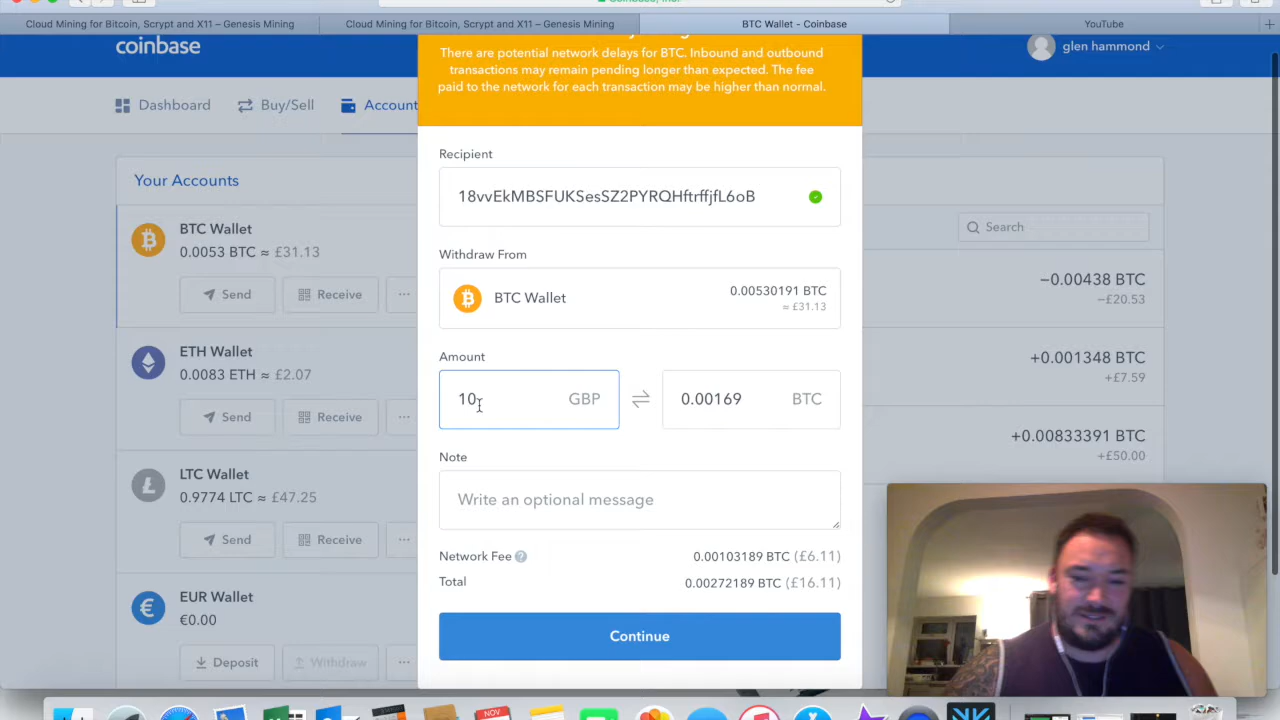 Cloud Mining for Bitcoin, Scrypt and X11 – Genesis Mining
Cloud Mining for Bitcoin, Scrypt and X11 – Genesis Mining
BTC Wallet - Coinbase
YouTube
coinbase
glen hammond
Dashboard
Buy/Sell
Account
There are potential network delays for BTC. Inbound and outbound
transactions may remain pending longer than expected. The fee
paid to the network for each transaction may be higher than normal.
Your Accounts
BTC Wallet
0.0053 BTC ≈ £31.13
Send
Receive
ETH Wallet
0.0083 ETH ≈ £2.07
Send
Receive
LTC Wallet
0.9774 LTC ≈ £47.25
Send
Receive
EUR Wallet
€0.00
Deposit
Withdraw
Recipient
18vvEkMBSFUKSesSZ2PYRQHftrffjfL6oB
Withdraw From
BTC Wallet
0.00530191 BTC
≈ £31.13
Amount
10 GBP
0.00169 BTC
Note
Write an optional message
Network Fee ?
0.00103189 BTC (£6.11)
Total
0.00272189 BTC (£16.11)
Continue
Search
−0.00438 BTC
−£20.53
+0.001348 BTC
+£7.59
+0.00833391 BTC
+£50.00
NOV